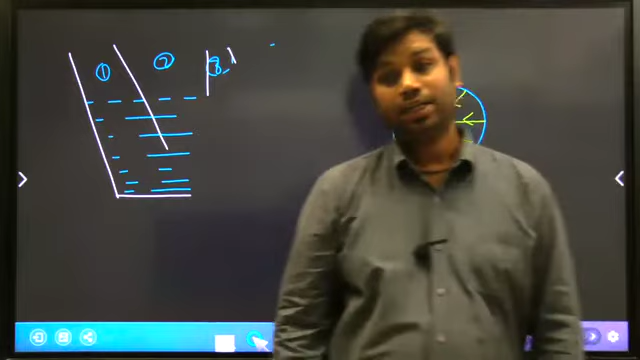 ① ② ③